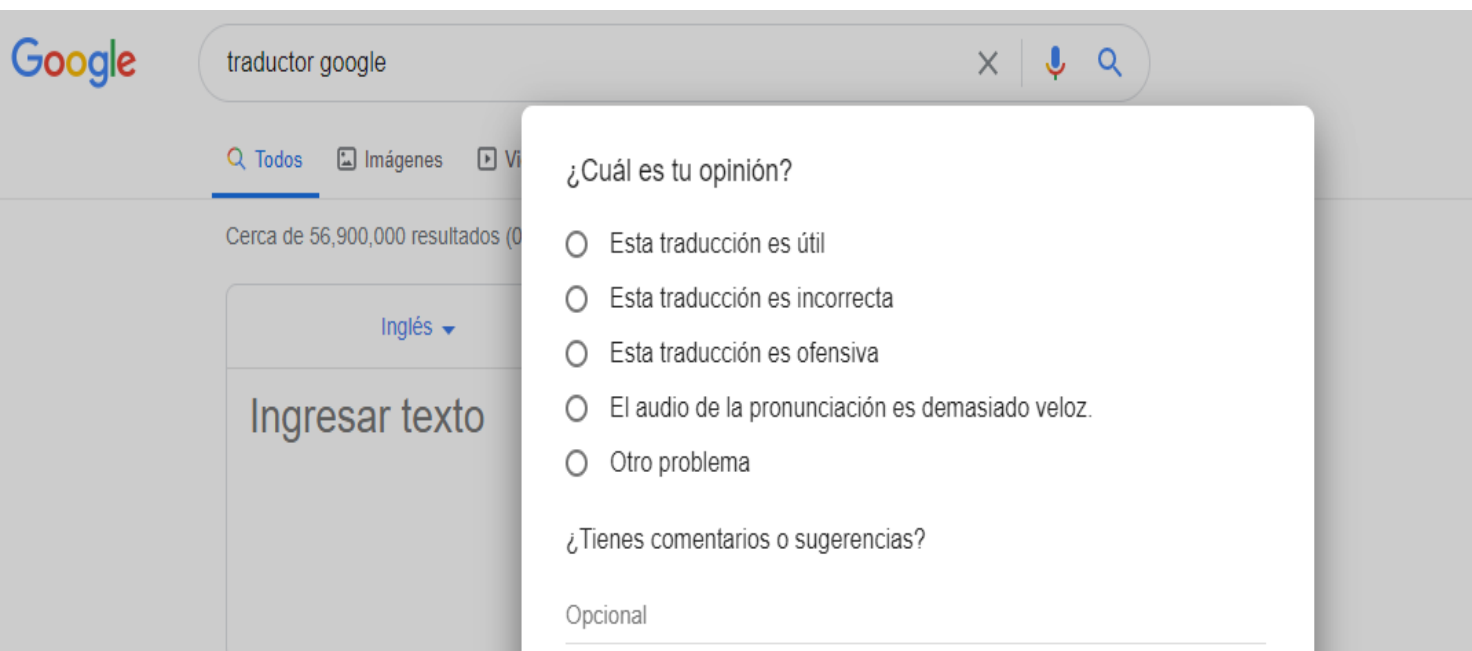 Google
traductor google
Todos Imágenes
¿Cuál es tu opinión?
Cerca de 56,900,000 resultados (0
Esta traducción es útil
Esta traducción es incorrecta
Inglés
Esta traducción es ofensiva
Ingresar texto
El audio de la pronunciación es demasiado veloz.
Otro problema
¿Tienes comentarios o sugerencias?
Opcional